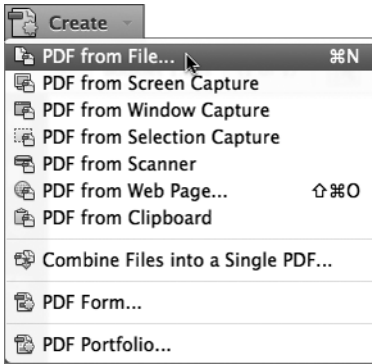 Create
PDF from File... ⌘N
PDF from Screen Capture
PDF from Window Capture
PDF from Selection Capture
PDF from Scanner
PDF from Web Page... ⇧⌘O
PDF from Clipboard
Combine Files into a Single PDF...
PDF Form...
PDF Portfolio...